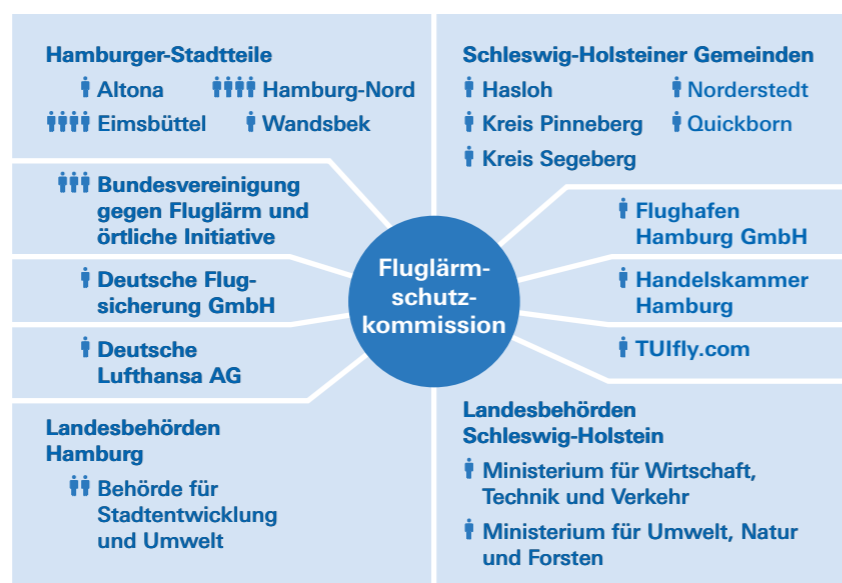 Hamburger-Stadtteile
Altona
Hamburg-Nord
Eimsbüttel
Wandsbek
Schleswig-Holsteiner Gemeinden
Hasloh
Norderstedt
Kreis Pinneberg
Quickborn
Kreis Segeberg
Bundesvereinigung
gegen Fluglärm und
örtliche Initiative
Deutsche Flug-
sicherung GmbH
Deutsche
Lufthansa AG
Fluglärm-
schutz-
kommission
Flughafen
Hamburg GmbH
Handelskammer
Hamburg
TUIfly.com
Landesbehörden
Hamburg
Behörde für
Stadtentwicklung
und Umwelt
Landesbehörden
Schleswig-Holstein
Ministerium für Wirtschaft,
Technik und Verkehr
Ministerium für Umwelt, Natur
und Forsten